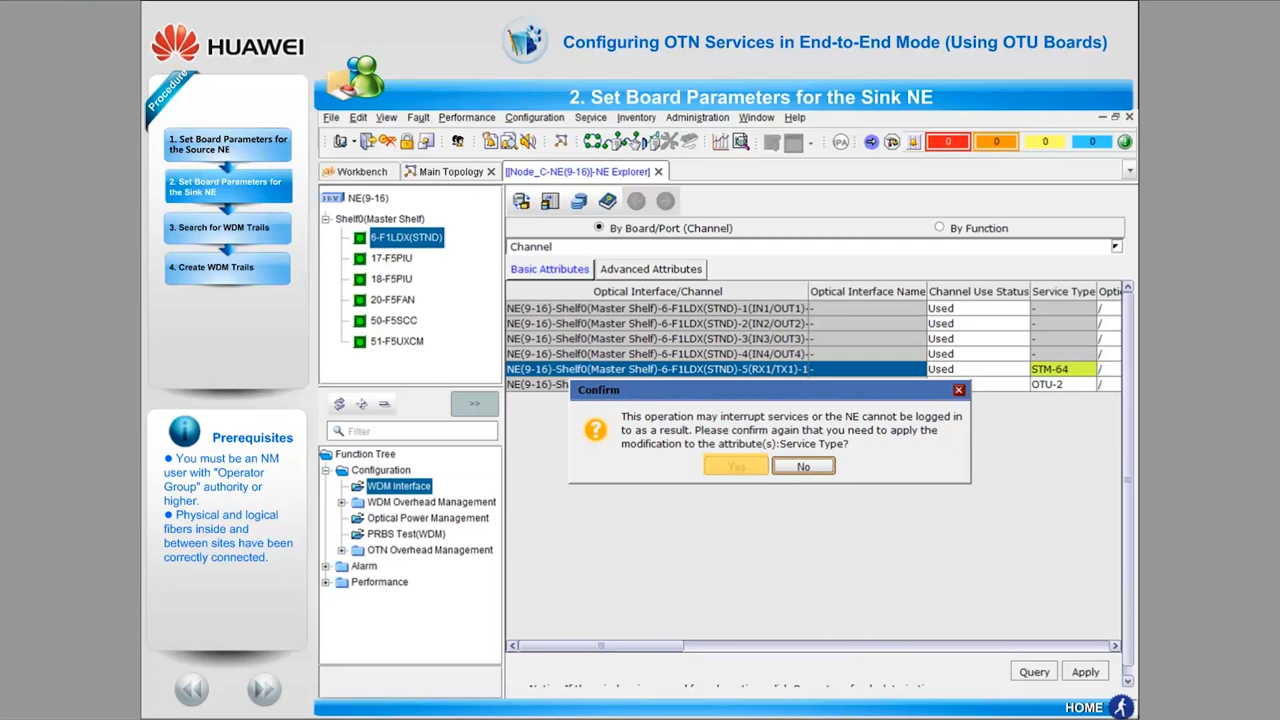 HUAWEI
Configuring OTN Services in End-to-End Mode (Using OTU Boards)
Procedure
1. Set Board Parameters for
the Source NE
2. Set Board Parameters for
the Sink NE
3. Search for WDM Trails
4. Create WDM Trails
Prerequisites
You must be an NM
user with "Operator
Group" authority or
higher.
Physical and logical
fibers inside and
between sites have been
correctly connected.
2. Set Board Parameters for the Sink NE
File Edit View Fault Performance Configuration Service Inventory Administration Window Help
PA 0 0 0 0
Workbench Main Topology [[Node_C-NE(9-16)]-NE Explorer]
NE(9-16)
Shelf0(Master Shelf)
6-F1LDX(STND)
17-F5PIU
18-F5PIU
20-F5FAN
50-F5SCC
51-F5UXCM
>>
Filter
Function Tree
Configuration
WDM Interface
WDM Overhead Management
Optical Power Management
PRBS Test(WDM)
OTN Overhead Management
Alarm
Performance
By Board/Port (Channel) By Function
Channel
Basic Attributes Advanced Attributes
Optical Interface/Channel Optical Interface Name Channel Use Status Service Type Opti
NE(9-16)-Shelf0(Master Shelf)-6-F1LDX(STND)-1(IN1/OUT1)-- Used - /
NE(9-16)-Shelf0(Master Shelf)-6-F1LDX(STND)-2(IN2/OUT2)-- Used - /
NE(9-16)-Shelf0(Master Shelf)-6-F1LDX(STND)-3(IN3/OUT3)-- Used - /
NE(9-16)-Shelf0(Master Shelf)-6-F1LDX(STND)-4(IN4/OUT4)-- Used - /
NE(9-16)-Shelf0(Master Shelf)-6-F1LDX(STND)-5(RX1/TX1)-1 - Used STM-64 /
NE(9-16)-Sh OTU-2 /
Confirm
This operation may interrupt services or the NE cannot be logged in
to as a result. Please confirm again that you need to apply the
modification to the attribute(s):Service Type?
Yes No
Query Apply
HOME